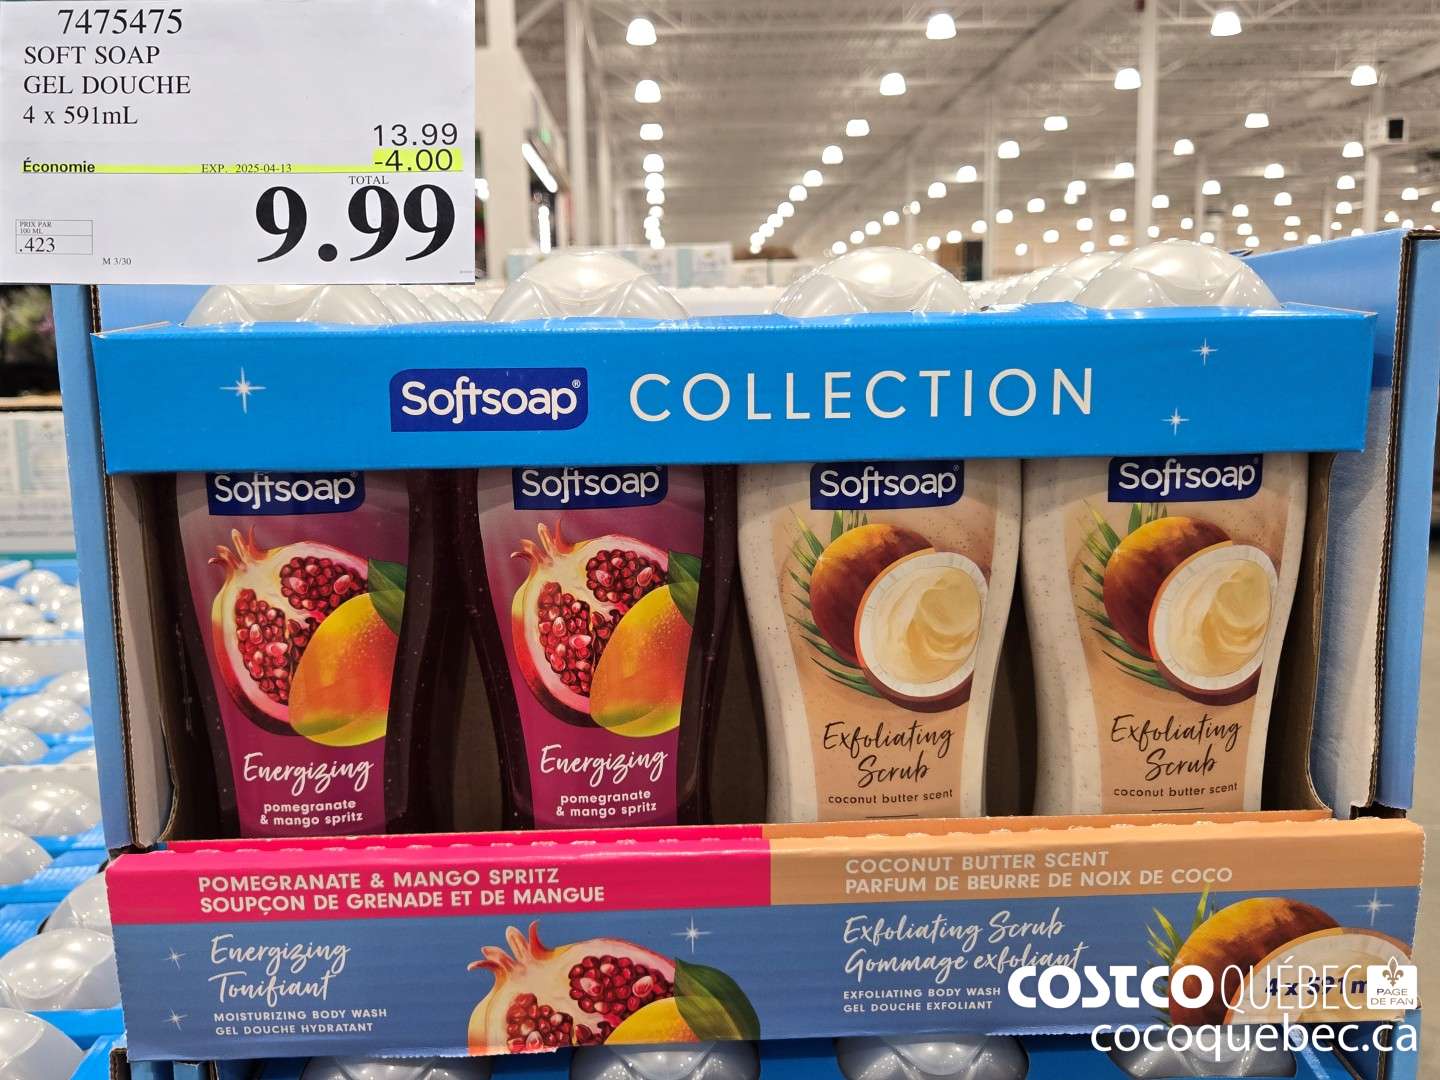 7475475
SOFT SOAP
GEL DOUCHE
4 x 591mL
13.99
Économie EXP. 2025-04-13 -4.00
TOTAL
9.99
PRIX PAR
100 ML
.423
M 3/30
Softsoap® COLLECTION
Softsoap Softsoap Softsoap Softsoap
Energizing
pomegranate
& mango spritz
Energizing
pomegranate
& mango spritz
Exfoliating
Scrub
coconut butter scent
Exfoliating
Scrub
coconut butter scent
POMEGRANATE & MANGO SPRITZ
SOUPÇON DE GRENADE ET DE MANGUE
Energizing
Tonifiant
MOISTURIZING BODY WASH
GEL DOUCHE HYDRATANT
COCONUT BUTTER SCENT
PARFUM DE BEURRE DE NOIX DE COCO
Exfoliating Scrub
Gommage exfoliant
EXFOLIATING BODY WASH
GEL DOUCHE EXFOLIANT
4x591m
COSTCO QUÉBEC PAGE DE FAN
cocoquebec.ca